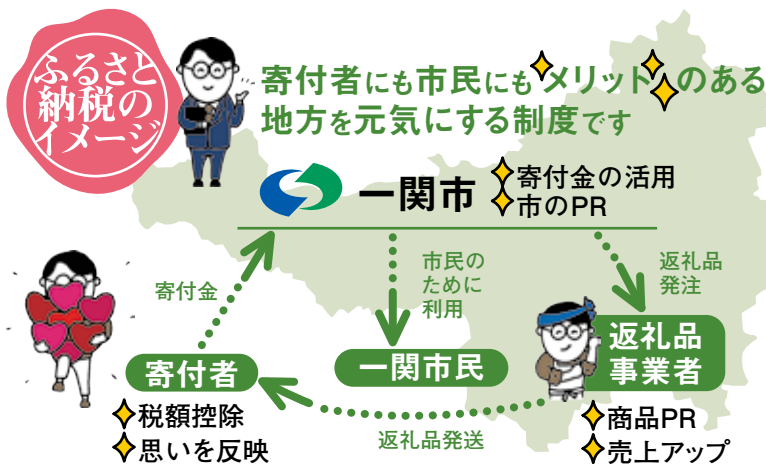 ふるさと
納税の
イメージ
寄付者にも市民にもメリットのある
地方を元気にする制度です
一関市
寄付金の活用
市のPR
寄付金
市民の
ために
利用
返礼品
発注
寄付者
一関市民
返礼品
事業者
税額控除
思いを反映
返礼品発送
商品PR
売上アップ